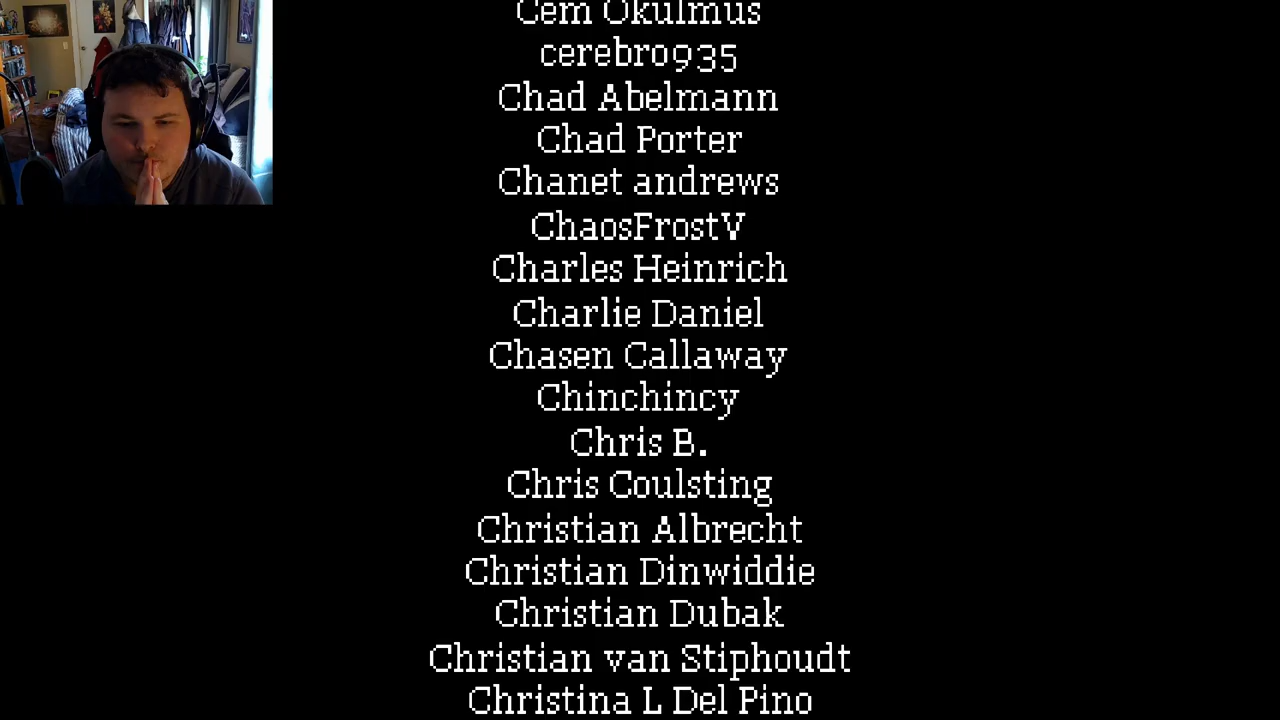 Cem Okulmus
cerebro935
Chad Abelmann
Chad Porter
Chanet andrews
ChaosFrostV
Charles Heinrich
Charlie Daniel
Chasen Callaway
Chinchincy
Chris B.
Chris Coulsting
Christian Albrecht
Christian Dinwiddie
Christian Dubak
Christian van Stiphoudt
Christina L Del Pino